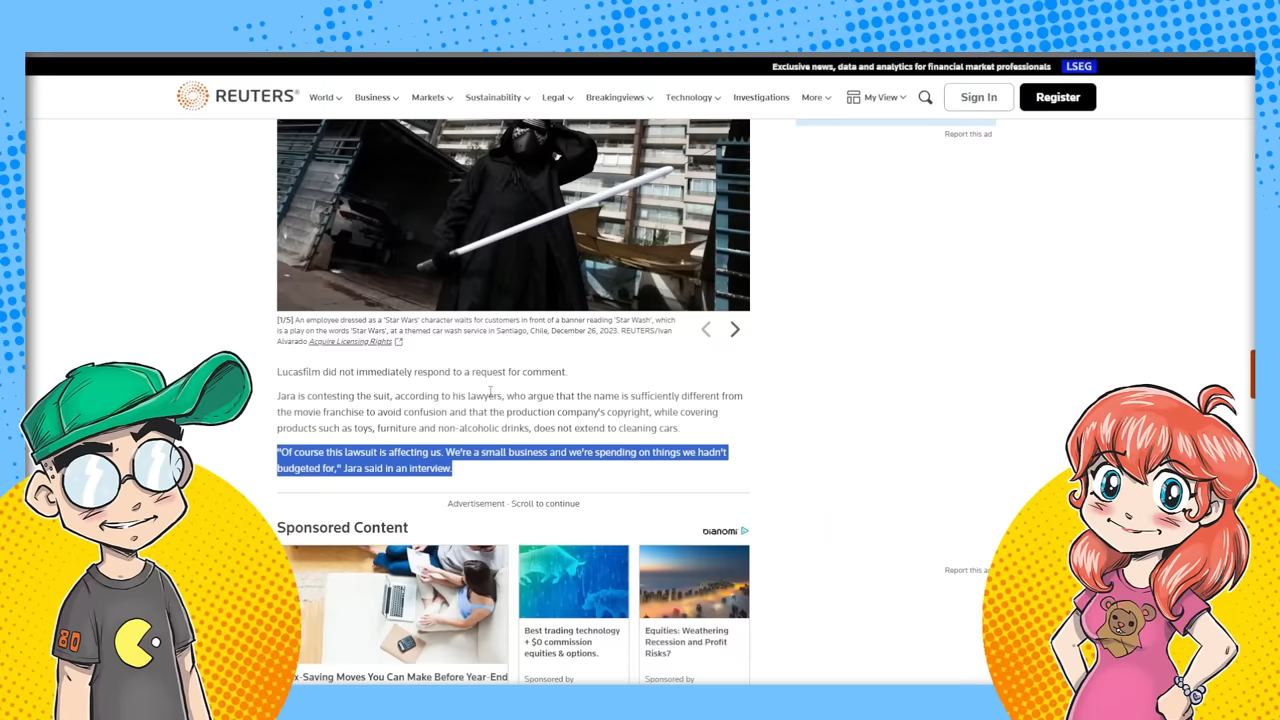 Exclusive news, data and analytics for financial market professionals LSEG
REUTERS® World Business Markets Sustainability Legal Breakingviews Technology Investigations More My View Sign In Register
Report this ad
[1/5] An employee dressed as a 'Star Wars' character waits for customers in front of a banner reading 'Star Wash', which
is a play on the words 'Star Wars', at a themed car wash service in Santiago, Chile, December 26, 2023. REUTERS/Ivan
Alvarado Acquire Licensing Rights
Lucasfilm did not immediately respond to a request for comment.
Jara is contesting the suit, according to his lawyers, who argue that the name is sufficiently different from
the movie franchise to avoid confusion and that the production company's copyright, while covering
products such as toys, furniture and non-alcoholic drinks, does not extend to cleaning cars.
"Of course this lawsuit is affecting us. We're a small business and we're spending on things we hadn't
budgeted for," Jara said in an interview.
Advertisement · Scroll to continue
Sponsored Content
DIANOMI
Report this a
Best trading technology
+ $0 commission
equities & options.
Sponsored by
Equities: Weathering
Recession and Profit
Risks?
Sponsored by
x-Saving Moves You Can Make Before Year-End
80